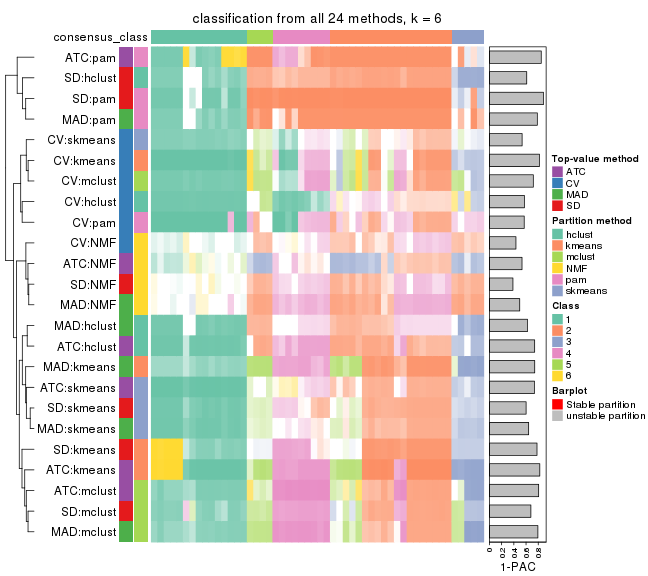 classification from all 24 methods, k = 6
consensus_class
ATC:pam
SD:hclust
SD:pam
MAD:pam
CV:skmeans
CV:kmeans
CV:mclust
CV:hclust
CV:pam
CV:NMF
ATC:NMF
SD:NMF
MAD:NMF
MAD:hclust
ATC:hclust
MAD:kmeans
ATC:skmeans
SD:skmeans
MAD:skmeans
SD:kmeans
ATC:kmeans
ATC:mclust
SD:mclust
MAD:mclust
0 0.2 0.4 0.6 0.8
1-PAC
Top-value method
ATC
CV
MAD
SD
Partition method
hclust
kmeans
mclust
NMF
pam
skmeans
Class
1
2
3
4
5
6
Barplot
Stable partition
unstable partition